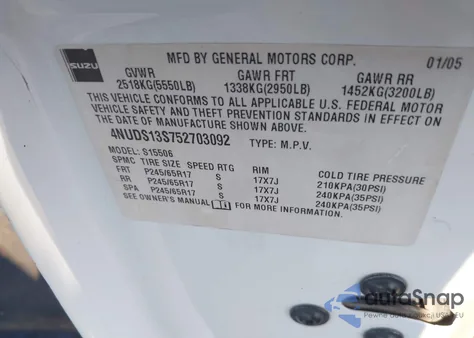 ISUZU
MFD BY GENERAL MOTORS CORP. 01/05
GVWR GAWR FRT GAWR RR
2518KG(5550LB) 1338KG(2950LB) 1452KG(3200LB)
THIS VEHICLE CONFORMS TO ALL APPLICABLE U.S. FEDERAL MOTOR
VEHICLE SAFETY AND THEFT PREVENTION STANDARDS IN EFFECT ON
THE DATE OF MANUFACTURE SHOWN ABOVE.
4NUDS13S752703092 TYPE: M.P.V.
MODEL: S15506
SPMC TIRE SIZE SPEED RTG RIM COLD TIRE PRESSURE
FRT P245/65R17 S 17X7J 210KPA(30PSI)
RR P245/65R17 S 17X7J 240KPA(35PSI)
SPA P245/65R17 S 17X7J 240KPA(35PSI)
SEE OWNER'S MANUAL FOR MORE INFORMATION.
autoSnap
Pewne auto z USA i EU